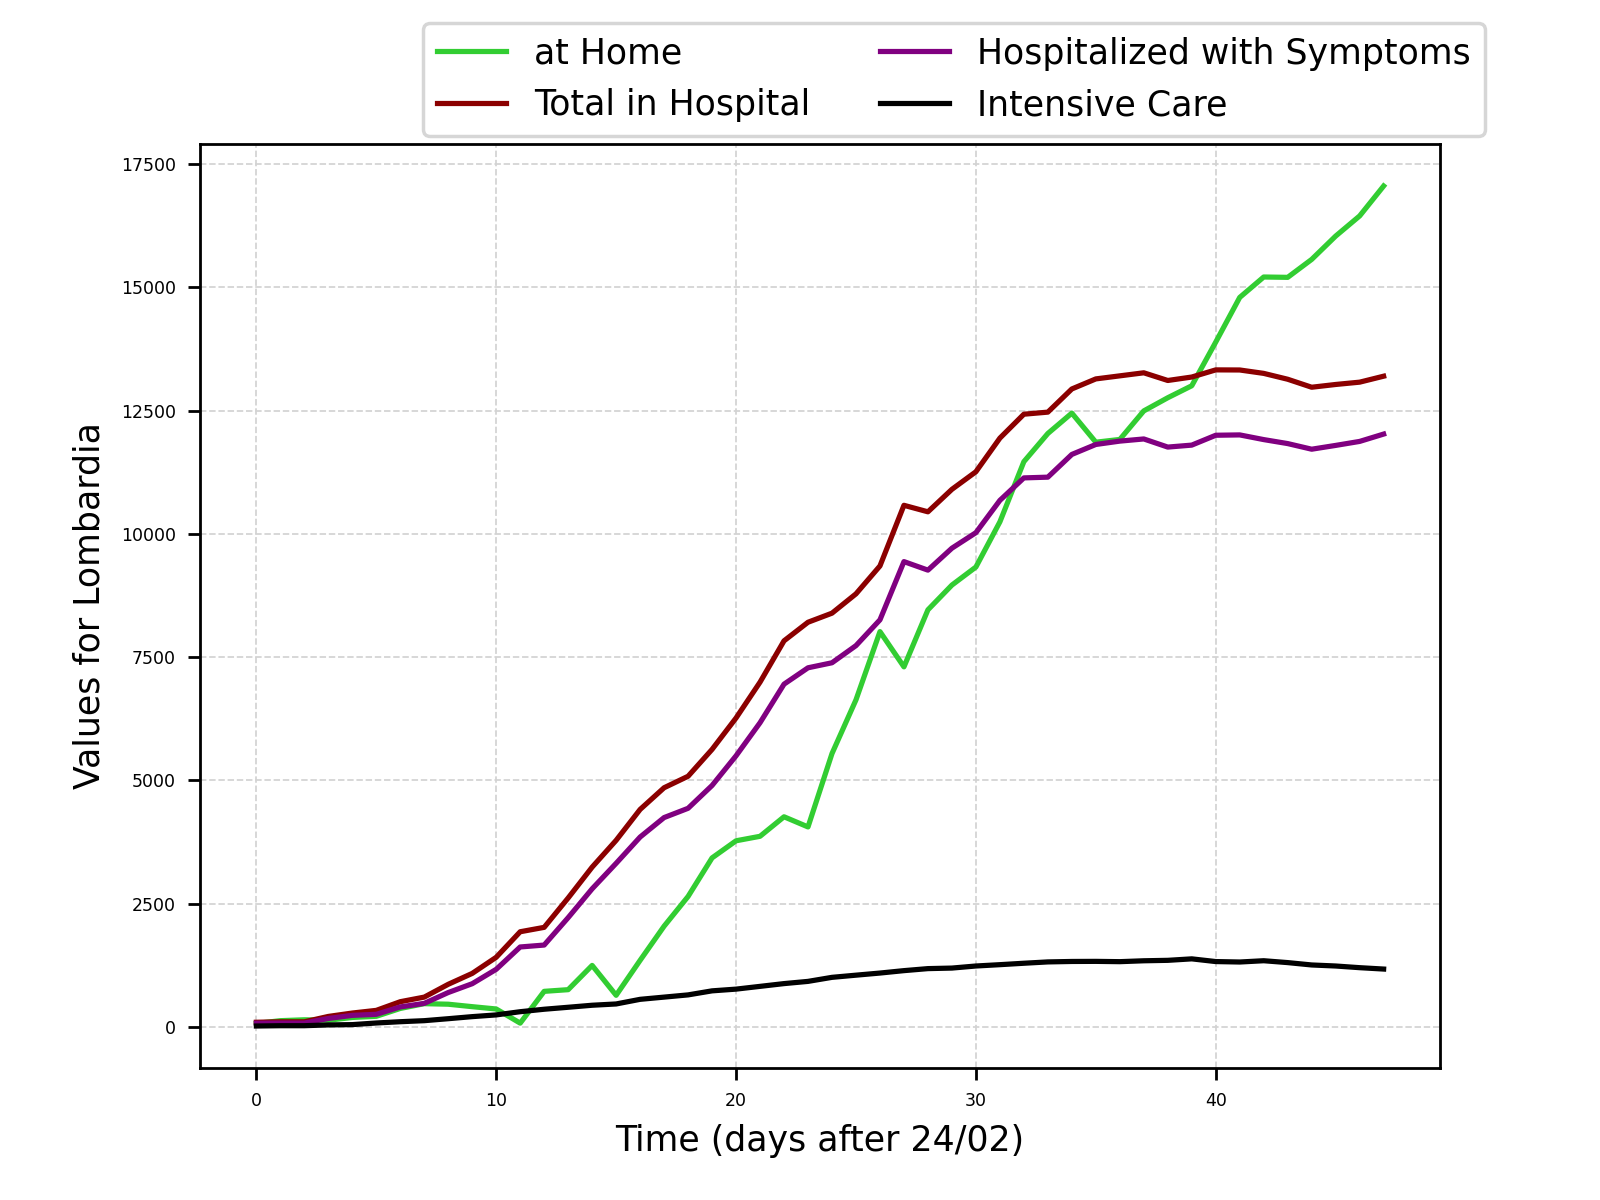 at Home
Total in Hospital
Hospitalized with Symptoms
Intensive Care
17500
15000
12500
10000
7500
5000
2500
0
Values for Lombardia
0 10 20 30 40
Time (days after 24/02)